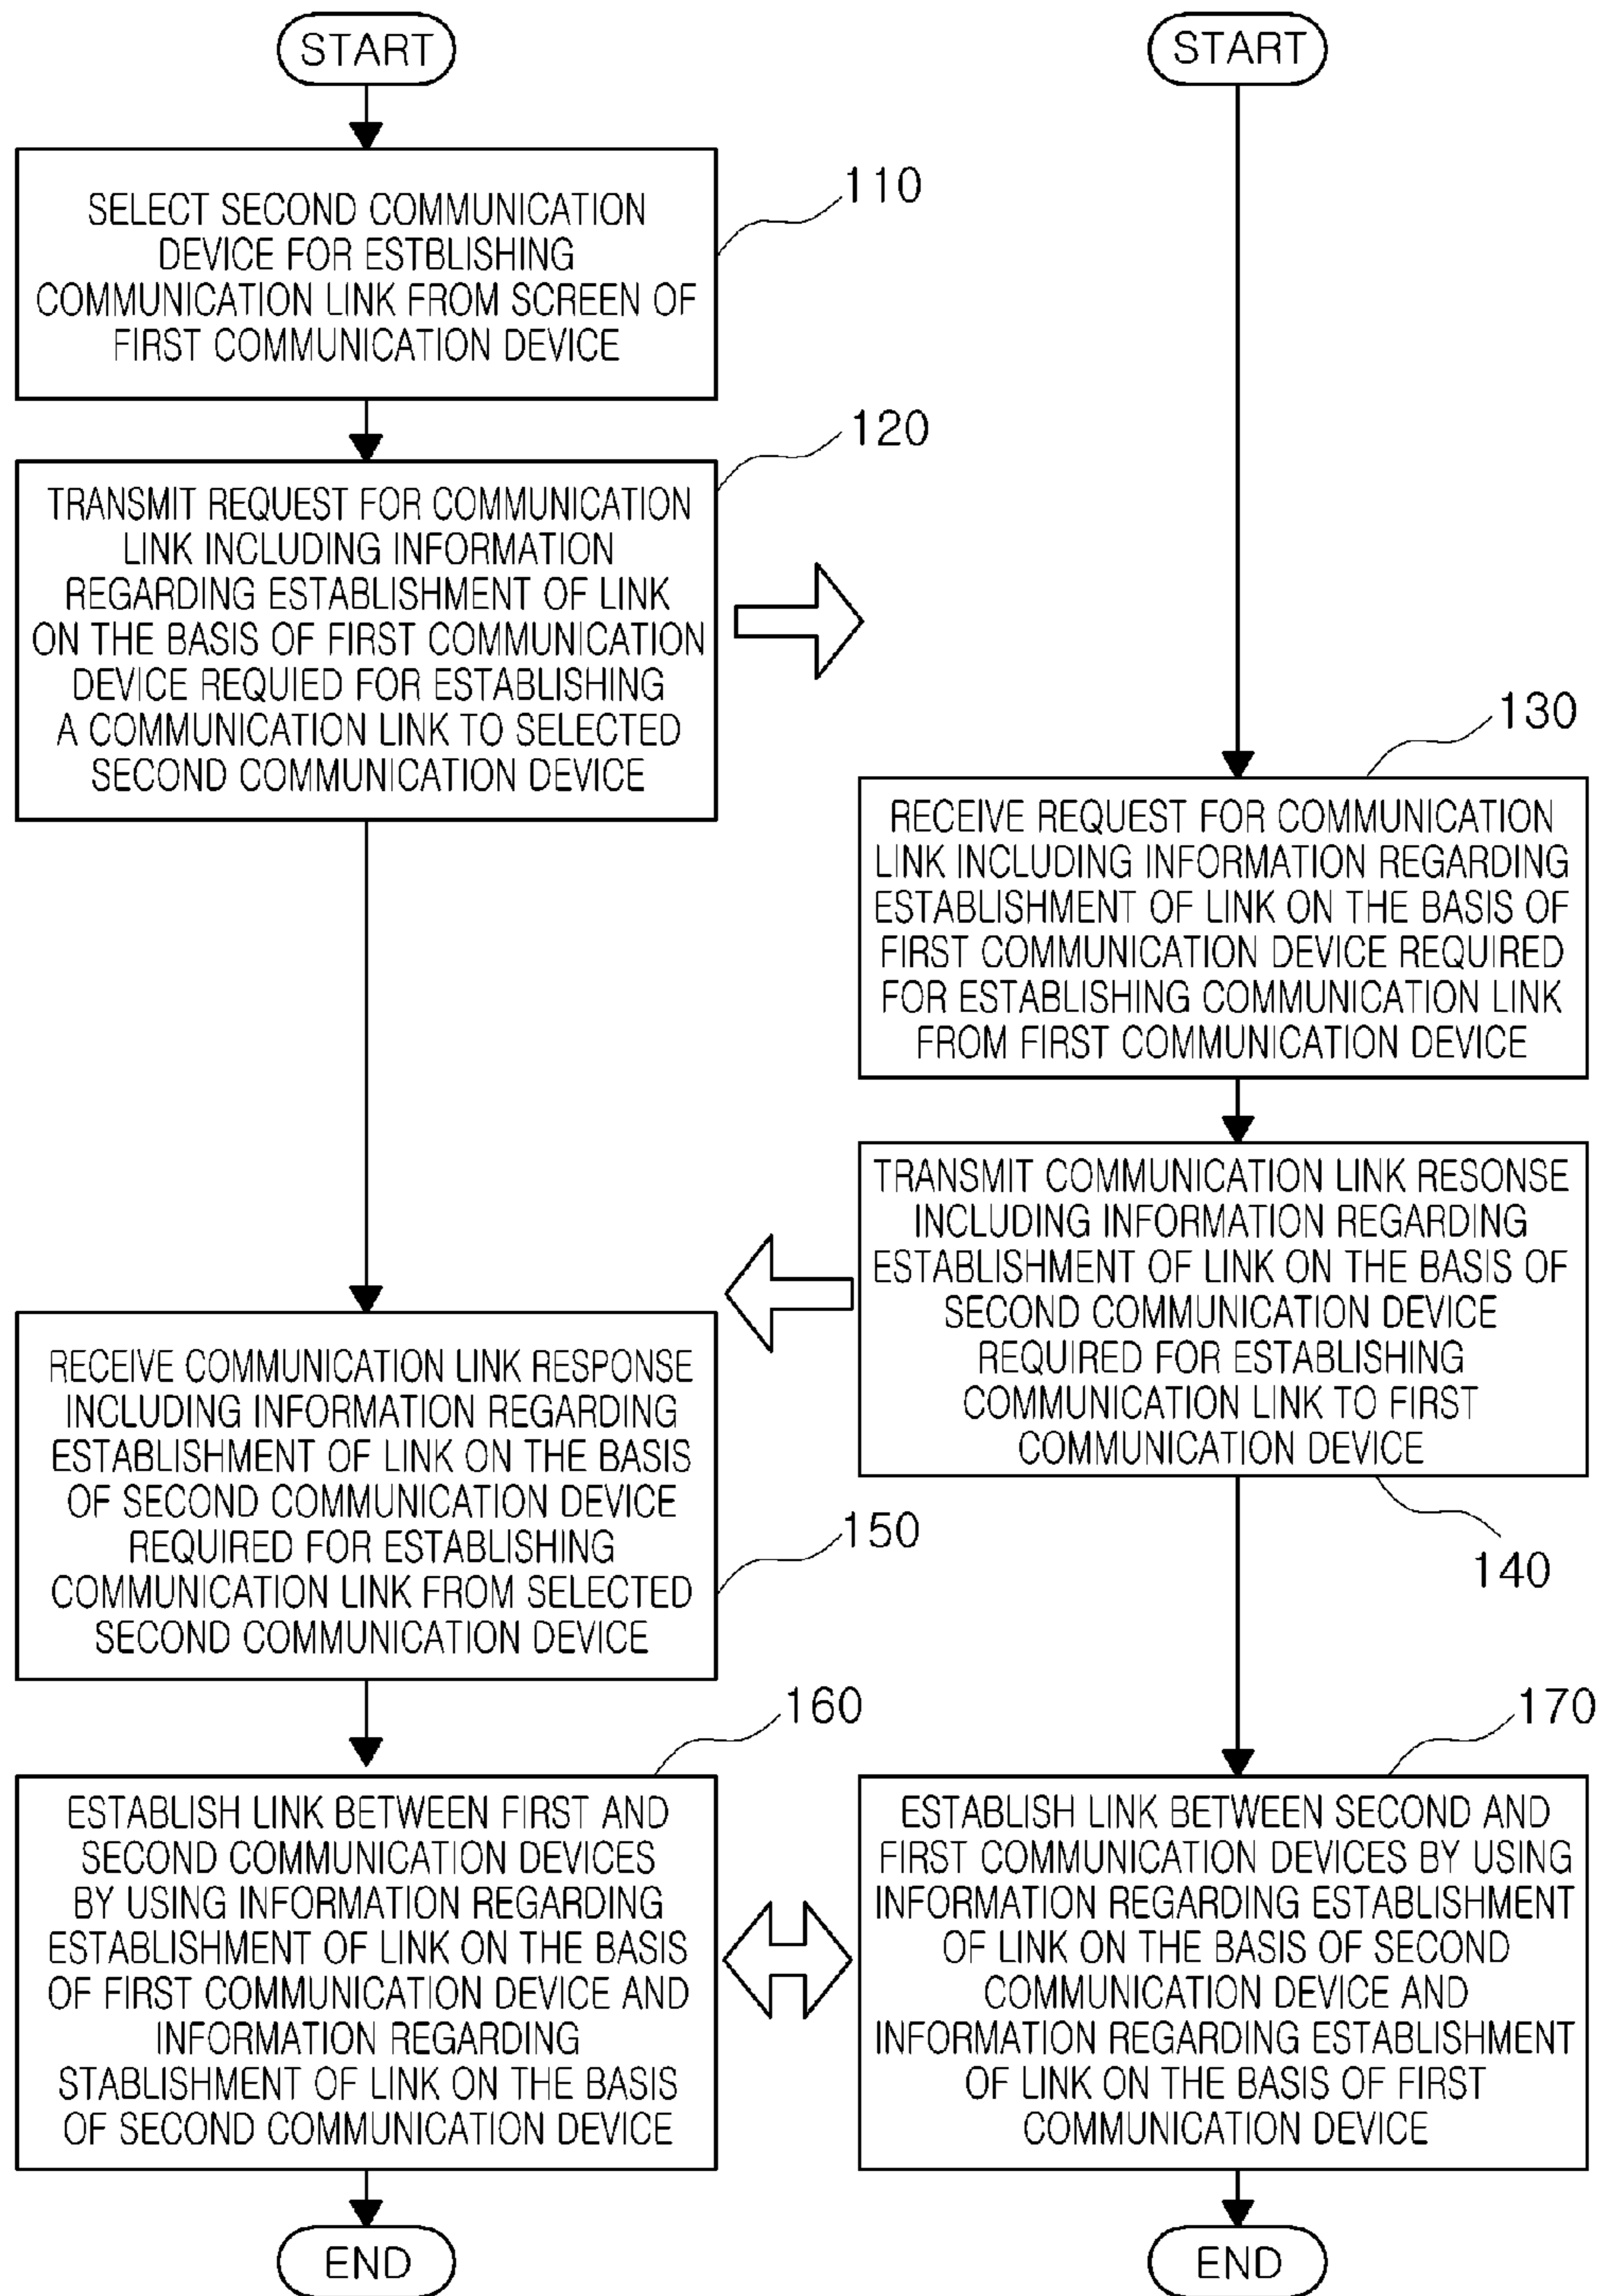 START
START
110
SELECT SECOND COMMUNICATION
DEVICE FOR ESTBLISHING
COMMUNICATION LINK FROM SCREEN OF
FIRST COMMUNICATION DEVICE
120
TRANSMIT REQUEST FOR COMMUNICATION
LINK INCLUDING INFORMATION
REGARDING ESTABLISHMENT OF LINK
ON THE BASIS OF FIRST COMMUNICATION
DEVICE REQUIED FOR ESTABLISHING
A COMMUNICATION LINK TO SELECTED
SECOND COMMUNICATION DEVICE
130
RECEIVE REQUEST FOR COMMUNICATION
LINK INCLUDING INFORMATION REGARDING
ESTABLISHMENT OF LINK ON THE BASIS OF
FIRST COMMUNICATION DEVICE REQUIRED
FOR ESTABLISHING COMMUNICATION LINK
FROM FIRST COMMUNICATION DEVICE
TRANSMIT COMMUNICATION LINK RESONSE
INCLUDING INFORMATION REGARDING
ESTABLISHMENT OF LINK ON THE BASIS OF
SECOND COMMUNICATION DEVICE
REQUIRED FOR ESTABLISHING
COMMUNICATION LINK TO FIRST
COMMUNICATION DEVICE
140
RECEIVE COMMUNICATION LINK RESPONSE
INCLUDING INFORMATION REGARDING
ESTABLISHMENT OF LINK ON THE BASIS
OF SECOND COMMUNICATION DEVICE
REQUIRED FOR ESTABLISHING
COMMUNICATION LINK FROM SELECTED
SECOND COMMUNICATION DEVICE
150
160
ESTABLISH LINK BETWEEN FIRST AND
SECOND COMMUNICATION DEVICES
BY USING INFORMATION REGARDING
ESTABLISHMENT OF LINK ON THE BASIS
OF FIRST COMMUNICATION DEVICE AND
INFORMATION REGARDING
STABLISHMENT OF LINK ON THE BASIS
OF SECOND COMMUNICATION DEVICE
170
ESTABLISH LINK BETWEEN SECOND AND
FIRST COMMUNICATION DEVICES BY USING
INFORMATION REGARDING ESTABLISHMENT
OF LINK ON THE BASIS OF SECOND
COMMUNICATION DEVICE AND
INFORMATION REGARDING ESTABLISHMENT
OF LINK ON THE BASIS OF FIRST
COMMUNICATION DEVICE
END
END